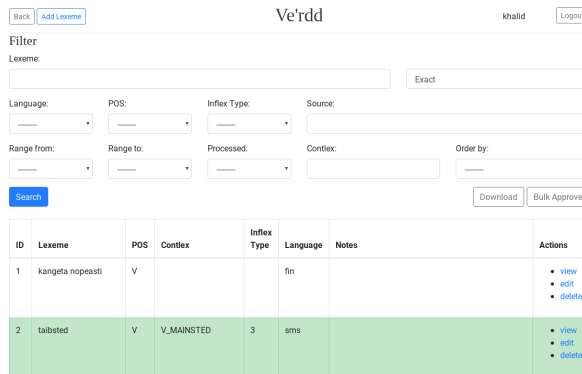 Back Add Lexeme Ve'rdd khalid Logou
Filter
Lexeme:
Exact
Language: POS: Inflex Type: Source:
Range from: Range to: Processed: Contlex: Order by:
Search Download Bulk Approve
ID Lexeme POS Contlex Inflex Type Language Notes Actions
1 kangeta nopeasti V fin view
edit
delete
2 taibsted V V_MAINSTED 3 sms view
edit
delete